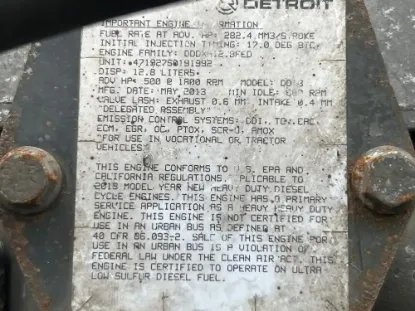 DETROIT
IMPORTANT ENGINE INFORMATION
FUEL RATE AT ADV. HP: 282.4 MM3/STROKE
INITIAL INJECTION TIMING: 17.0 DEG BTC
ENGINE FAMILY:
UNIT: 471927S0191992
DISP: 12.8 LITERS
ADV HP: 500 @ 1800 RPM MODEL:
MFG. DATE: MAY 2013 MIN IDLE: RPM
VALVE LASH: EXHAUST 0.6 MM, INTAKE 0.4 MM
"DELEGATED ASSEMBLY"
EMISSION CONTROL SYSTEMS: DDI, TC, CAC,
ECM, EGR, OC, PTOX, SCR-U, AMOX
"FOR USE IN VOCATIONAL OR TRACTOR
VEHICLES"
THIS ENGINE CONFORMS TO U.S. EPA AND
CALIFORNIA REGULATIONS APPLICABLE TO
2013 MODEL YEAR NEW HEAVY DUTY DIESEL
CYCLE ENGINES. THIS ENGINE HAS A PRIMARY
SERVICE APPLICATION AS A HEAVY HEAVY DUTY
ENGINE. THIS ENGINE IS NOT CERTIFIED FOR
USE IN AN URBAN BUS AS DEFINED AT
40 CFR 86.093-2. SALE OF THIS ENGINE FOR
USE IN AN URBAN BUS IS A VIOLATION OF
FEDERAL LAW UNDER THE CLEAN AIR ACT. THIS
ENGINE IS CERTIFIED TO OPERATE ON ULTRA
LOW SULFUR DIESEL FUEL.